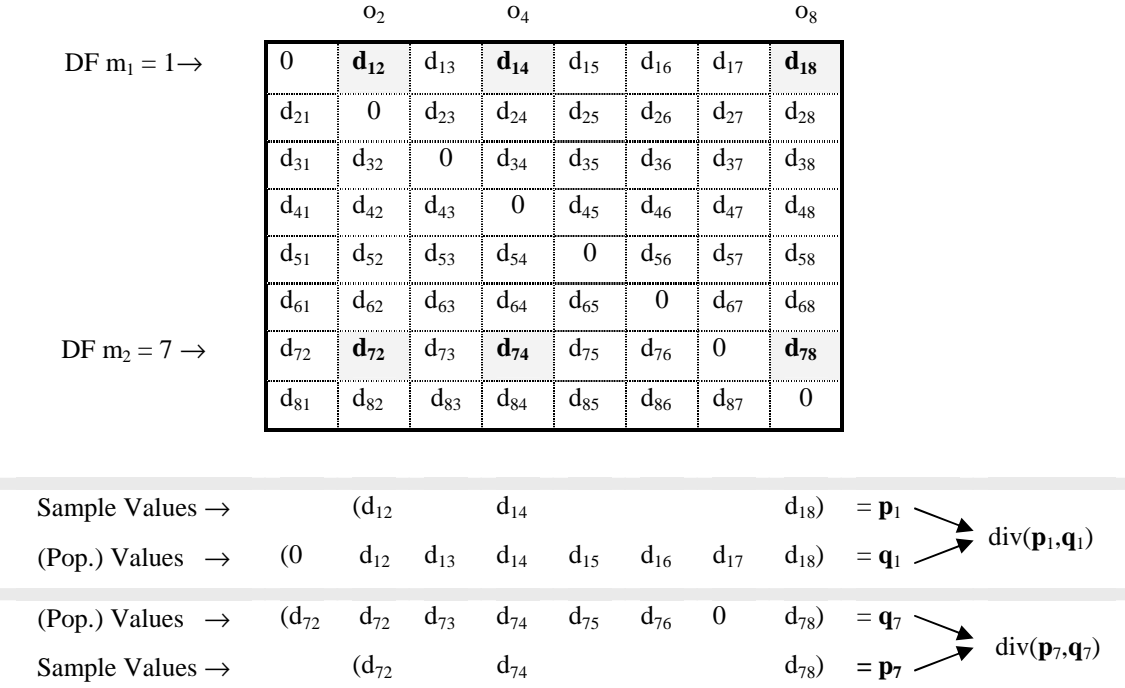 o₂ o₄ o₈
DF m₁ = 1→ 0 d₁₂ d₁₃ d₁₄ d₁₅ d₁₆ d₁₇ d₁₈
d₂₁ 0 d₂₃ d₂₄ d₂₅ d₂₆ d₂₇ d₂₈
d₃₁ d₃₂ 0 d₃₄ d₃₅ d₃₆ d₃₇ d₃₈
d₄₁ d₄₂ d₄₃ 0 d₄₅ d₄₆ d₄₇ d₄₈
d₅₁ d₅₂ d₅₃ d₅₄ 0 d₅₆ d₅₇ d₅₈
d₆₁ d₆₂ d₆₃ d₆₄ d₆₅ 0 d₆₇ d₆₈
DF m₂ = 7 → d₇₂ d₇₂ d₇₃ d₇₄ d₇₅ d₇₆ 0 d₇₈
d₈₁ d₈₂ d₈₃ d₈₄ d₈₅ d₈₆ d₈₇ 0
Sample Values → (d₁₂ d₁₄ d₁₈) = p₁
div(p₁,q₁)
(Pop.) Values → (0 d₁₂ d₁₃ d₁₄ d₁₅ d₁₆ d₁₇ d₁₈) = q₁
(Pop.) Values → (d₇₂ d₇₂ d₇₃ d₇₄ d₇₅ d₇₆ 0 d₇₈) = q₇
div(p₇,q₇)
Sample Values → (d₇₂ d₇₄ d₇₈) = p₇